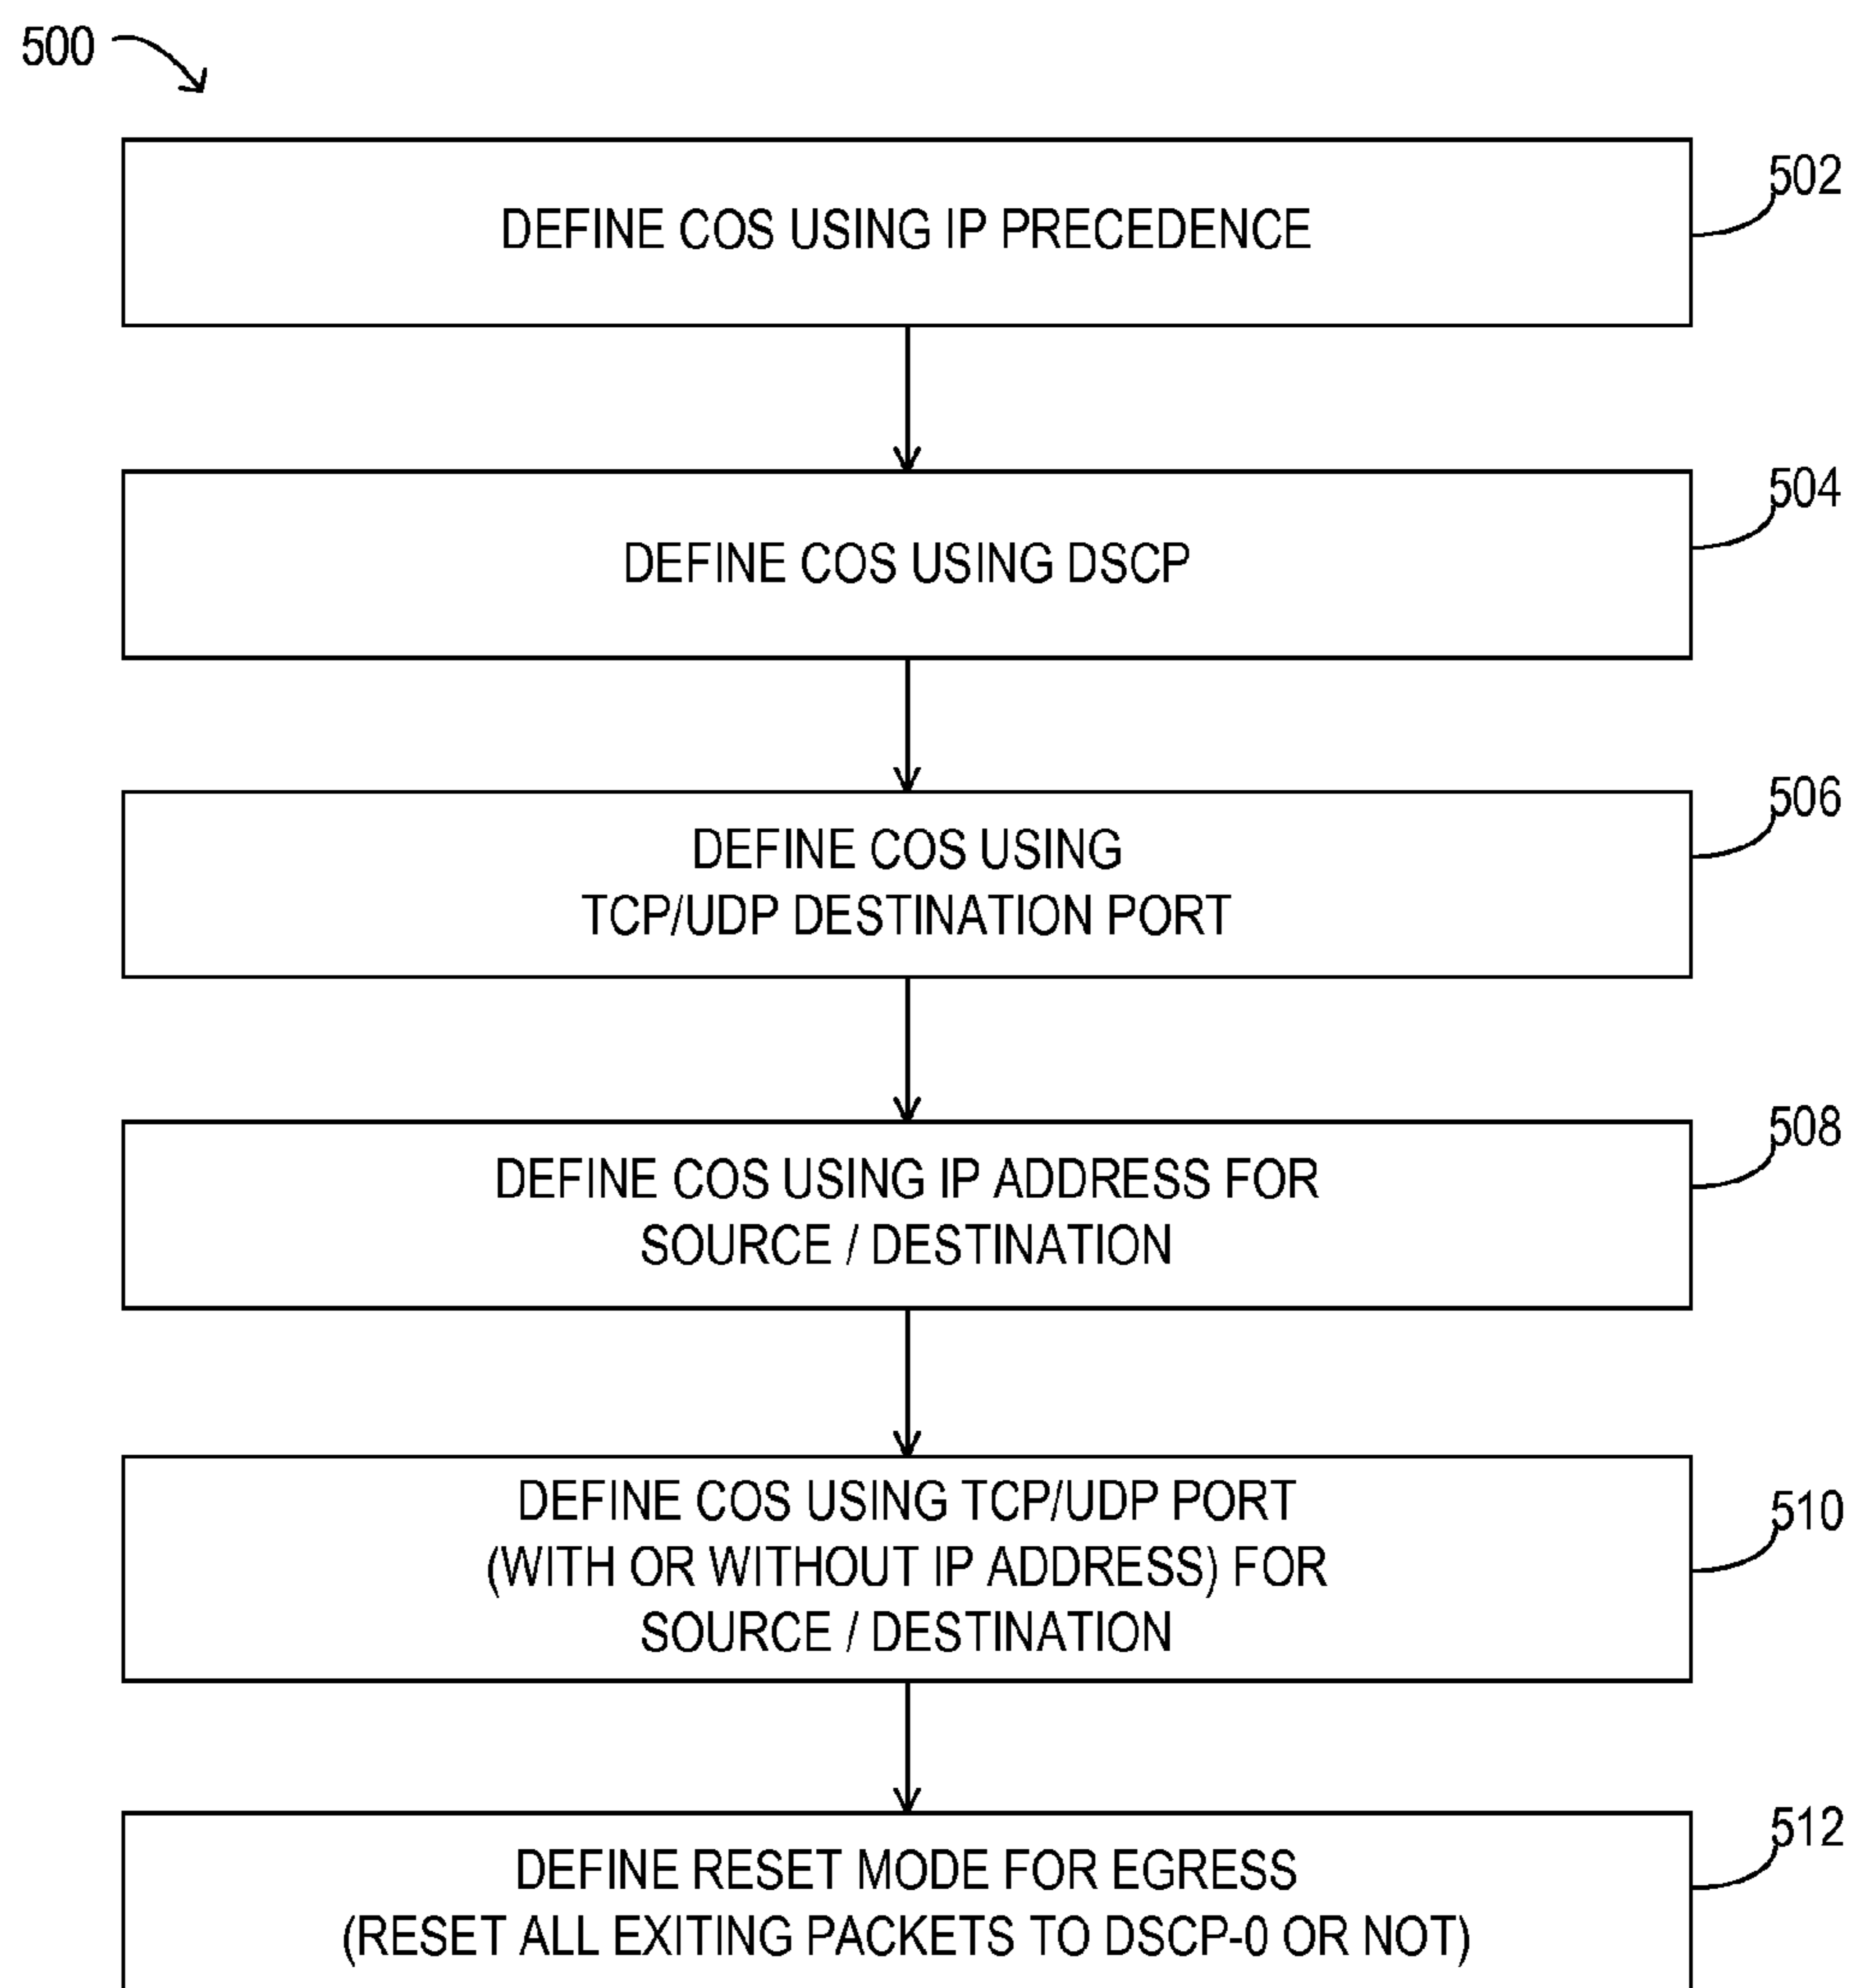 500
DEFINE COS USING IP PRECEDENCE
502
DEFINE COS USING DSCP
504
DEFINE COS USING
TCP/UDP DESTINATION PORT
506
DEFINE COS USING IP ADDRESS FOR
SOURCE / DESTINATION
508
DEFINE COS USING TCP/UDP PORT
(WITH OR WITHOUT IP ADDRESS) FOR
SOURCE / DESTINATION
510
DEFINE RESET MODE FOR EGRESS
(RESET ALL EXITING PACKETS TO DSCP-0 OR NOT)
512